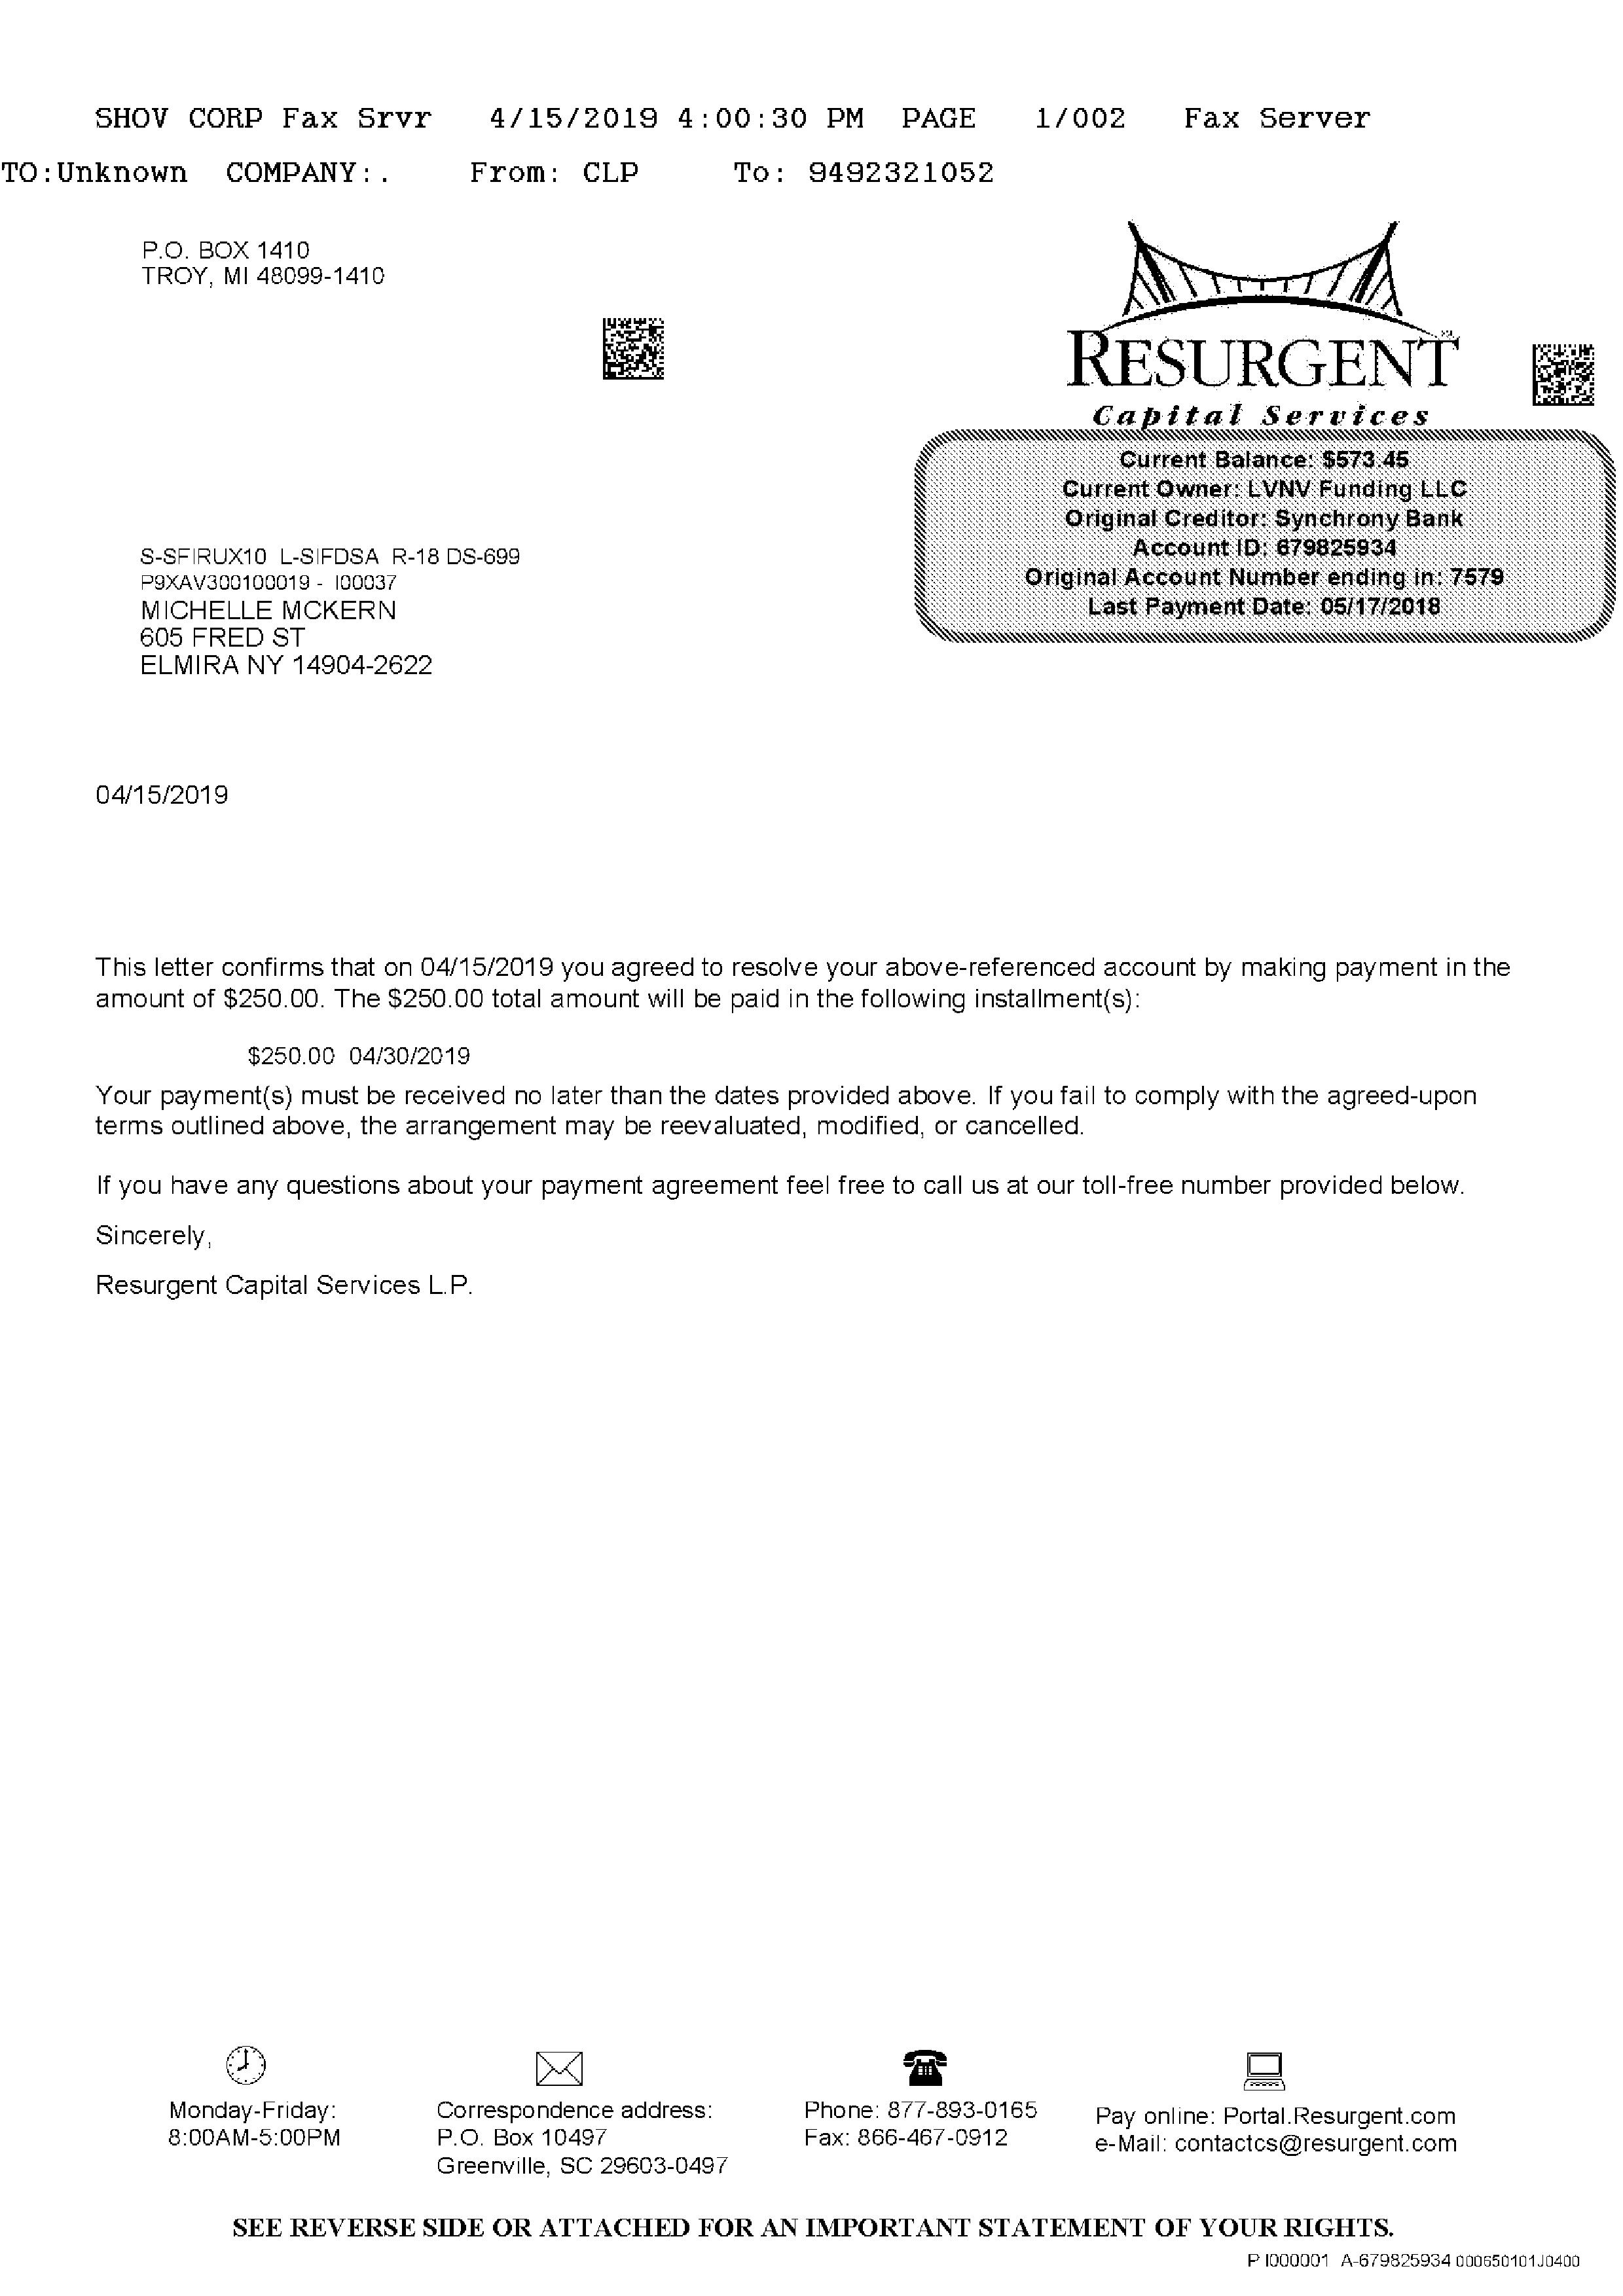 SHOV CORP Fax Srvr 4/15/2019 4:00:30 PM PAGE 1/002 Fax Server
TO:Unknown COMPANY:. From: CLP To: 9492321052
P.O. BOX 1410
TROY, MI 48099-1410
RESURGENT
Capital Services
Current Balance: $573.45
Current Owner: LVNV Funding LLC
Original Creditor: Synchrony Bank
Account ID: 679825934
Original Account Number ending in: 7579
Last Payment Date: 05/17/2018
S-SFIRUX10 L-SIFDSA R-18 DS-699
P9XAV300100019 - I00037
MICHELLE MCKERN
605 FRED ST
ELMIRA NY 14904-2622
04/15/2019
This letter confirms that on 04/15/2019 you agreed to resolve your above-referenced account by making payment in the
amount of $250.00. The $250.00 total amount will be paid in the following installment(s):
$250.00 04/30/2019
Your payment(s) must be received no later than the dates provided above. If you fail to comply with the agreed-upon
terms outlined above, the arrangement may be reevaluated, modified, or cancelled.
If you have any questions about your payment agreement feel free to call us at our toll-free number provided below.
Sincerely,
Resurgent Capital Services L.P.
Monday-Friday:
8:00AM-5:00PM
Correspondence address:
P.O. Box 10497
Greenville, SC 29603-0497
Phone: 877-893-0165
Fax: 866-467-0912
Pay online: Portal.Resurgent.com
e-Mail: contactcs@resurgent.com
SEE REVERSE SIDE OR ATTACHED FOR AN IMPORTANT STATEMENT OF YOUR RIGHTS.
P I000001 A-679825934 000650101J0400